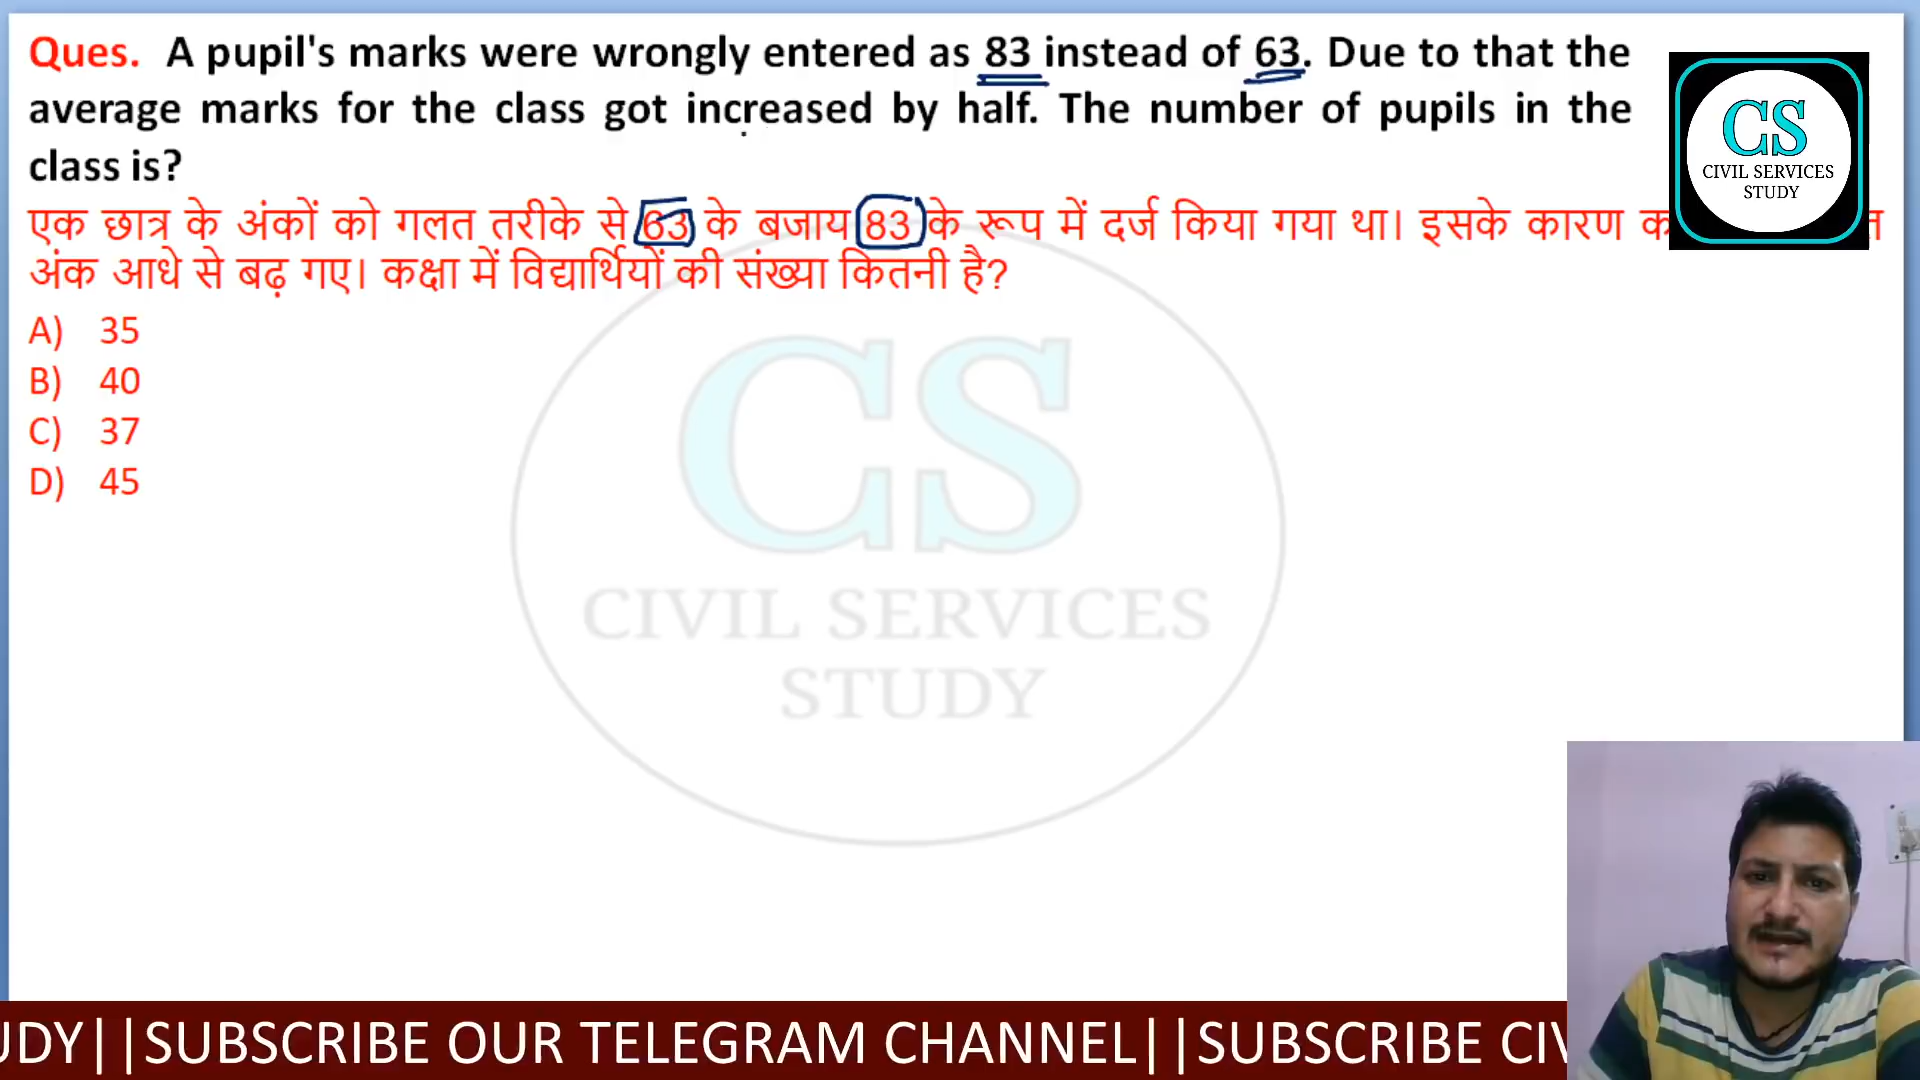 Ques. A pupil's marks were wrongly entered as 83 instead of 63. Due to that the
average marks for the class got increased by half. The number of pupils in the
class is?
एक छात्र के अंकों को गलत तरीके से 63 के बजाय 83 के रूप में दर्ज किया गया था। इसके कारण
अंक आधे से बढ़ गए। कक्षा में विद्यार्थियों की संख्या कितनी है?
A) 35
B) 40
C) 37
D) 45
CS
CIVIL SERVICES
STUDY
CS
CIVIL SERVICES
STUDY
UDY||SUBSCRIBE OUR TELEGRAM CHANNEL||SUBSCRIBE CIV